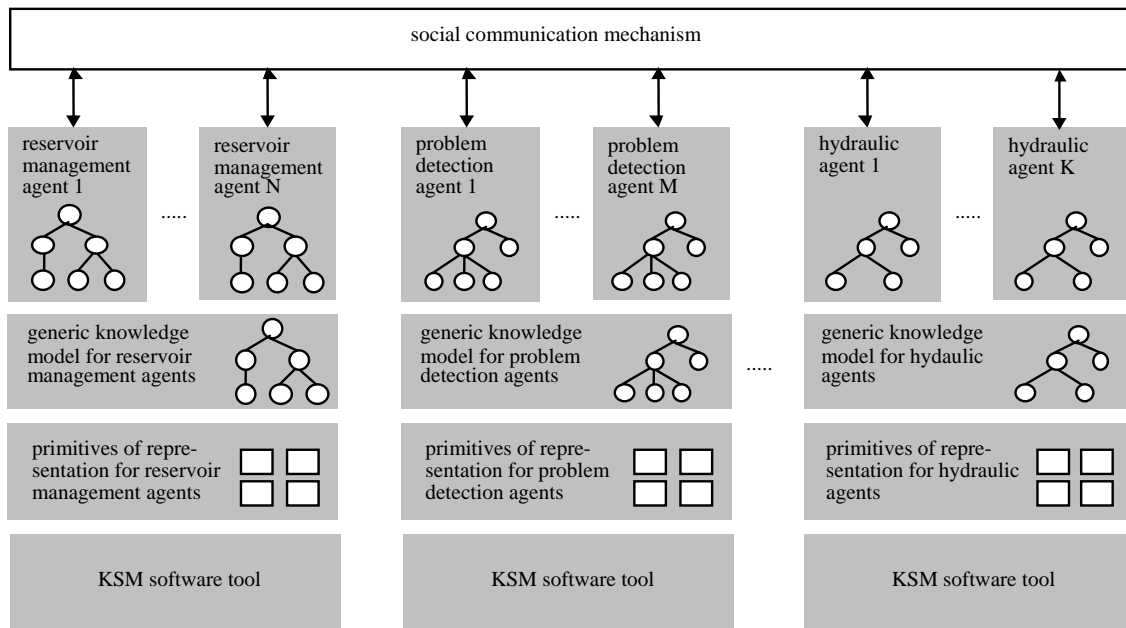 social communication mechanism
reservoir
management
agent 1
.....
reservoir
management
agent N
problem
detection
agent 1
.....
problem
detection
agent M
hydraulic
agent 1
.....
hydraulic
agent K
generic knowledge
model for reservoir
management agents
generic knowledge
model for problem
detection agents
.....
generic knowledge
model for hydaulic
agents
primitives of repre-
sentation for reservoir
management agents
primitives of repre-
sentation for problem
detection agents
.....
primitives of repre-
sentation for hydraulic
agents
KSM software tool
KSM software tool
KSM software tool